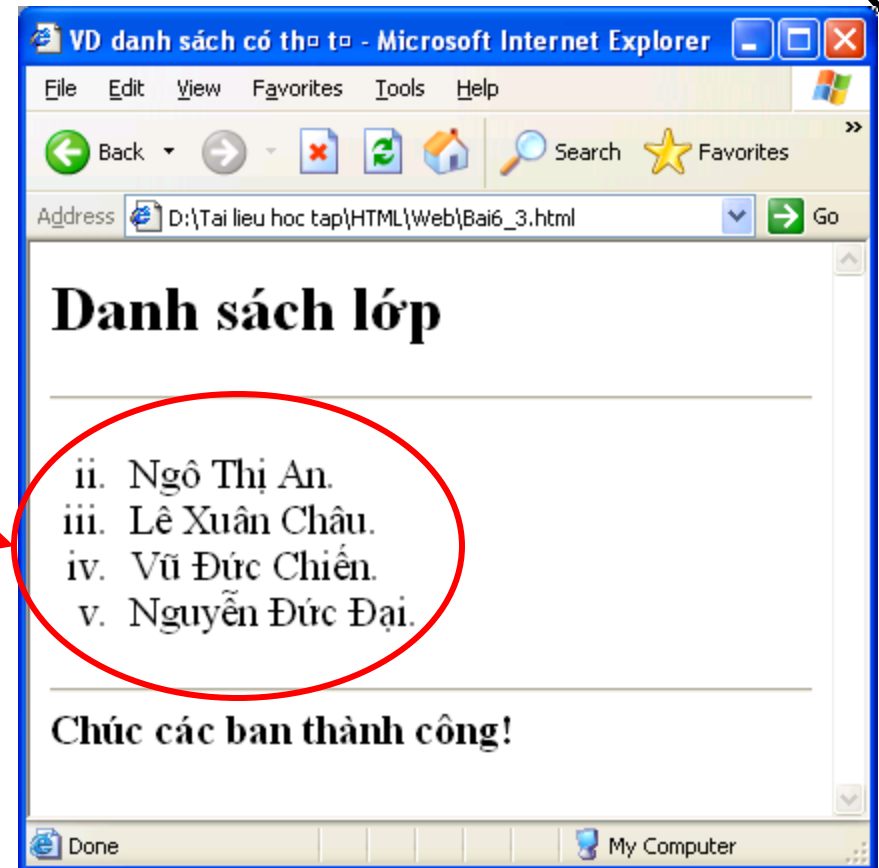 VD danh sách có th¤ t¤ - Microsoft Internet Explorer
File Edit View Favorites Tools Help
Back Search Favorites »
Address D:\Tai lieu hoc tap\HTML\Web\Bai6_3.html Go
Danh sách lớp
ii. Ngô Thị An.
iii. Lê Xuân Châu.
iv. Vũ Đức Chiến.
v. Nguyễn Đức Đại.
Chúc các ban thành công!
Done My Computer